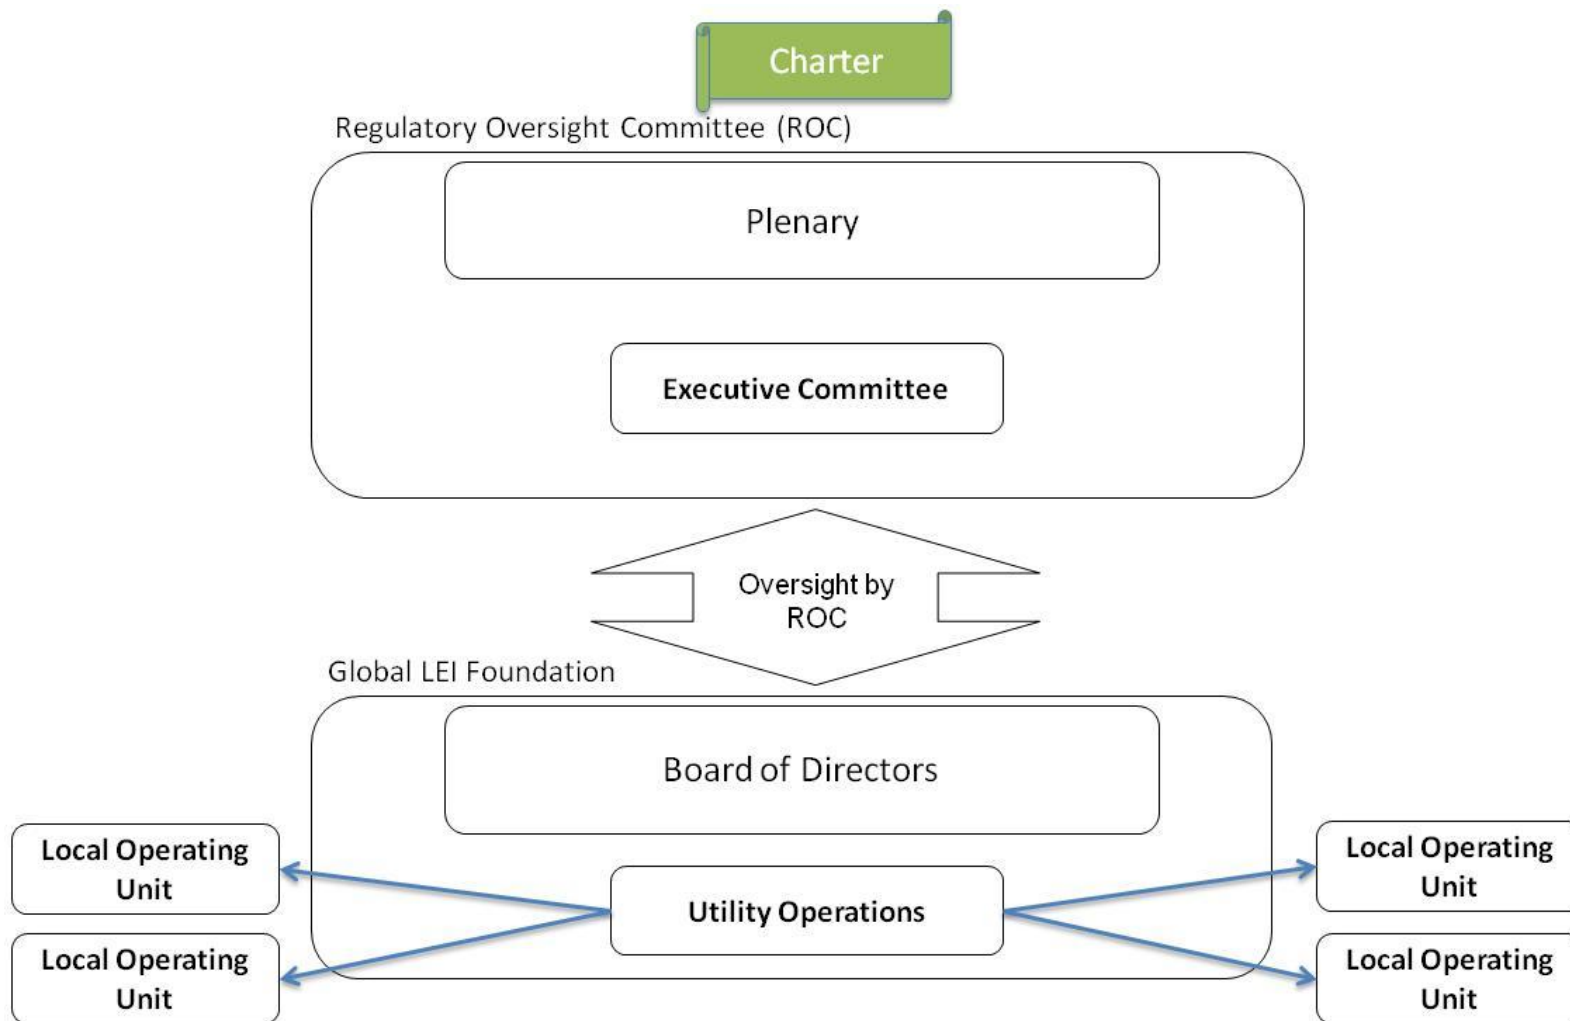 Charter
Regulatory Oversight Committee (ROC)
Plenary
Executive Committee
Oversight by
ROC
Global LEI Foundation
Board of Directors
Local Operating
Unit
Utility Operations
Local Operating
Unit
Local Operating
Unit
Local Operating
Unit